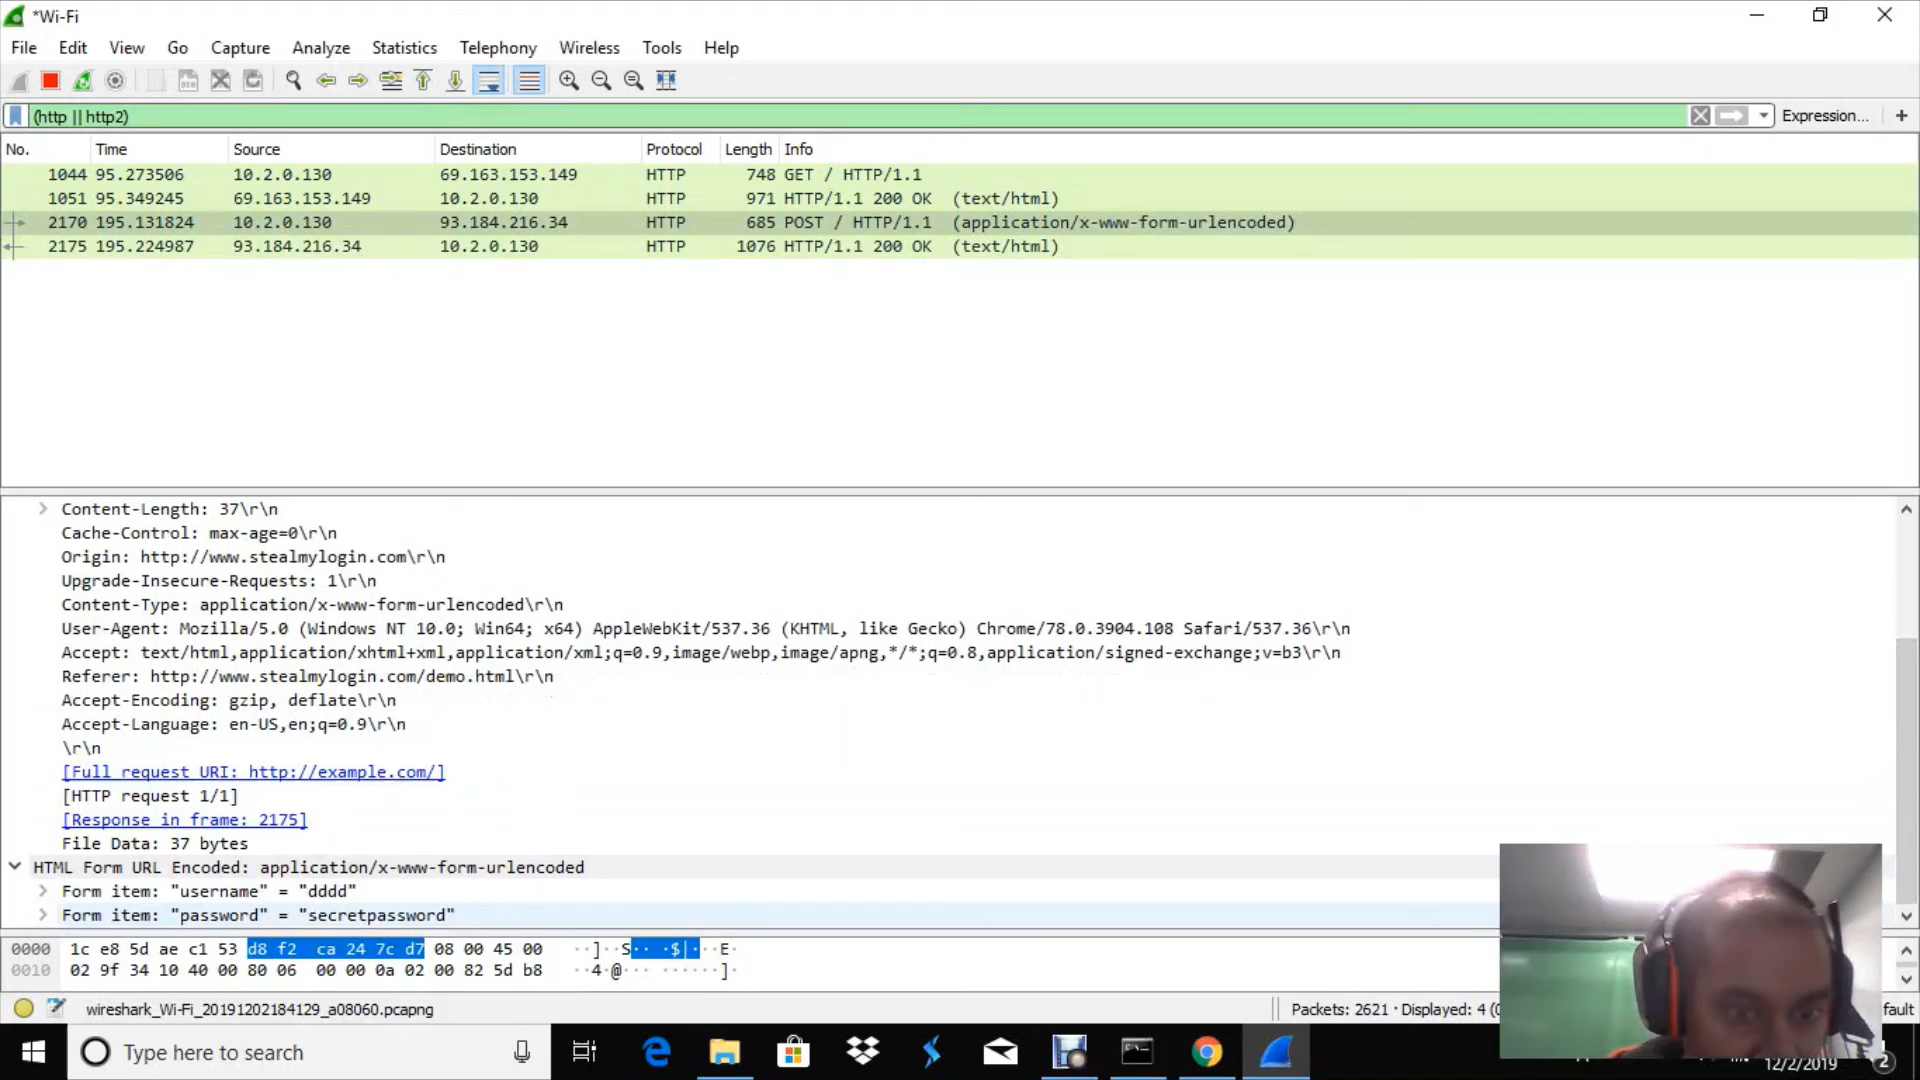 *Wi-Fi
File Edit View Go Capture Analyze Statistics Telephony Wireless Tools Help
(http || http2) Expression... +
No. Time Source Destination Protocol Length Info
1044 95.273506 10.2.0.130 69.163.153.149 HTTP 748 GET / HTTP/1.1
1051 95.349245 69.163.153.149 10.2.0.130 HTTP 971 HTTP/1.1 200 OK (text/html)
2170 195.131824 10.2.0.130 93.184.216.34 HTTP 685 POST / HTTP/1.1 (application/x-www-form-urlencoded)
2175 195.224987 93.184.216.34 10.2.0.130 HTTP 1076 HTTP/1.1 200 OK (text/html)
Content-Length: 37\r\n
Cache-Control: max-age=0\r\n
Origin: http://www.stealmylogin.com\r\n
Upgrade-Insecure-Requests: 1\r\n
Content-Type: application/x-www-form-urlencoded\r\n
User-Agent: Mozilla/5.0 (Windows NT 10.0; Win64; x64) AppleWebKit/537.36 (KHTML, like Gecko) Chrome/78.0.3904.108 Safari/537.36\r\n
Accept: text/html,application/xhtml+xml,application/xml;q=0.9,image/webp,image/apng,*/*;q=0.8,application/signed-exchange;v=b3\r\n
Referer: http://www.stealmylogin.com/demo.html\r\n
Accept-Encoding: gzip, deflate\r\n
Accept-Language: en-US,en;q=0.9\r\n
\r\n
[Full request URI: http://example.com/]
[HTTP request 1/1]
[Response in frame: 2175]
File Data: 37 bytes
HTML Form URL Encoded: application/x-www-form-urlencoded
Form item: "username" = "dddd"
Form item: "password" = "secretpassword"
0000 1c e8 5d ae c1 53 d8 f2 ca 24 7c d7 08 00 45 00 ··]··S·· ·$|···E·
0010 02 9f 34 10 40 00 80 06 00 00 0a 02 00 82 5d b8 ··4·@··· ······]·
wireshark_Wi-Fi_20191202184129_a08060.pcapng Packets: 2621 · Displayed: 4 (0 fault
Type here to search 12/2/2019 2